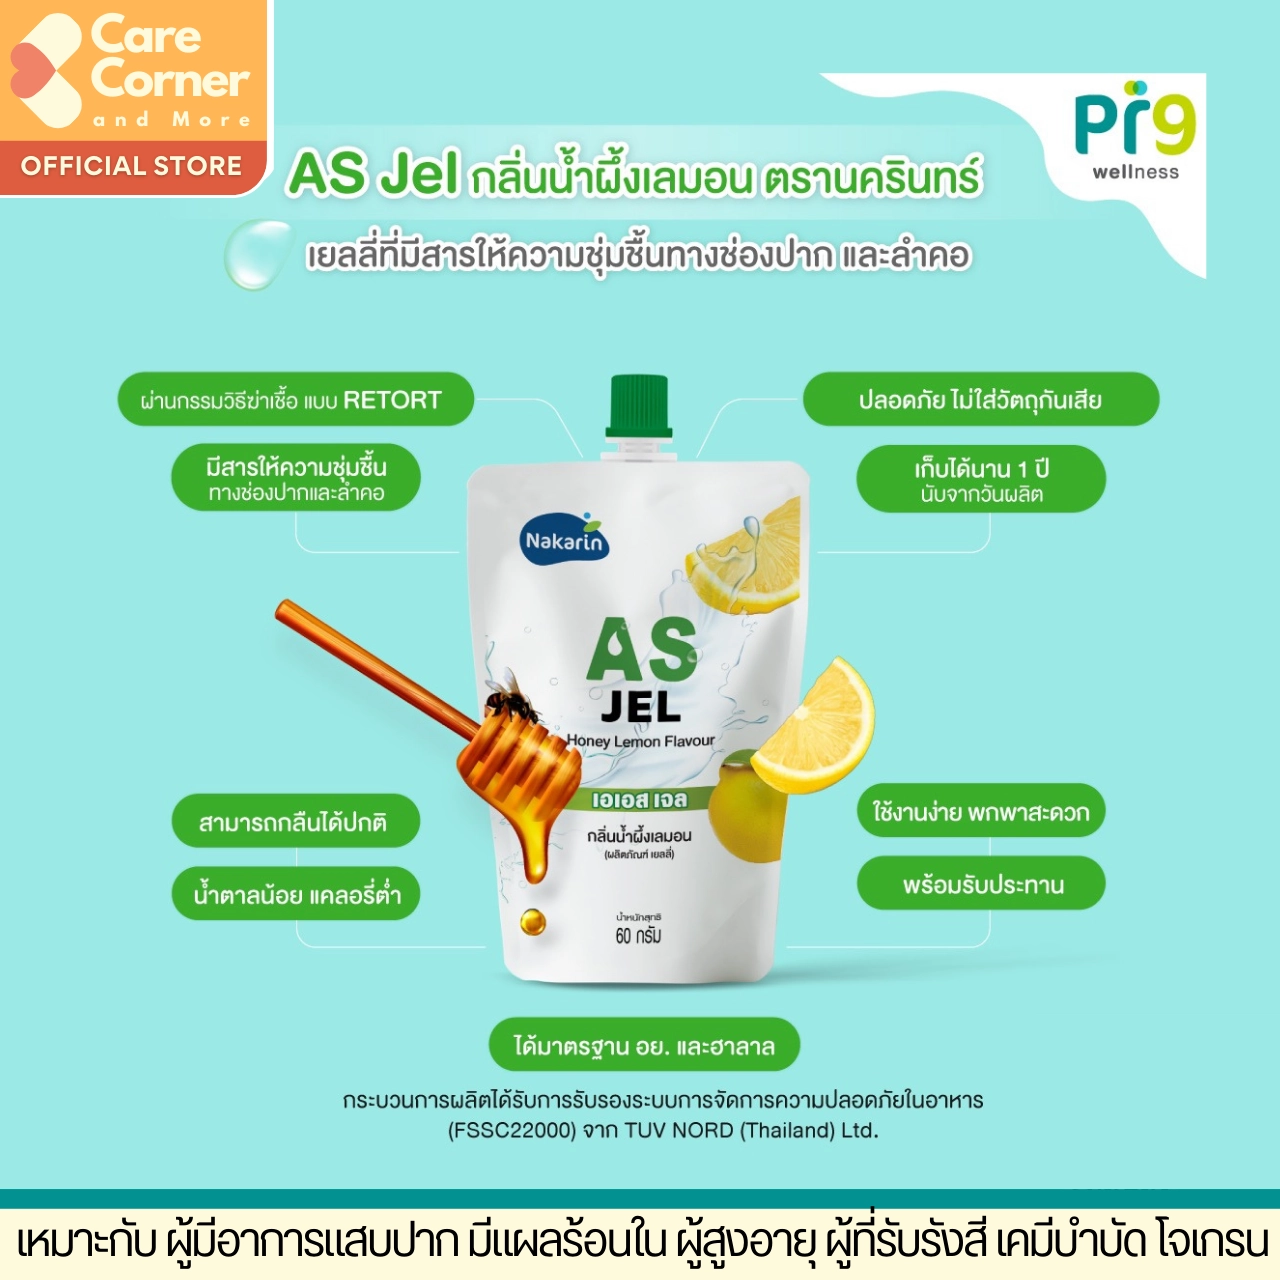 Care
Corner
and More
OFFICIAL STORE
Pr9
wellness
AS Jel กลิ่นน้ำผึ้งเลมอน ตรานครินทร์
เยลลี่ที่มีสารให้ความชุ่มชื้นทางช่องปาก และลำคอ
ผ่านกรรมวิธีฆ่าเชื้อ แบบ RETORT
ปลอดภัย ไม่ใส่วัตถุกันเสีย
มีสารให้ความชุ่มชื้น
ทางช่องปากและลำคอ
เก็บได้นาน 1 ปี
นับจากวันผลิต
Nakarin
AS
JEL
Honey Lemon Flavour
เอเอส เจล
กลิ่นน้ำผึ้งเลมอน
(ผลิตภัณฑ์ เยลลี่)
น้ำหนักสุทธิ
60 กรัม
สามารถกลืนได้ปกติ
น้ำตาลน้อย แคลอรี่ต่ำ
ใช้งานง่าย พกพาสะดวก
พร้อมรับประทาน
ได้มาตรฐาน อย. และฮาลาล
กระบวนการผลิตได้รับการรับรองระบบการจัดการความปลอดภัยในอาหาร
(FSSC22000) จาก TUV NORD (Thailand) Ltd.
เหมาะกับ ผู้มีอาการแสบปาก มีแผลร้อนใน ผู้สูงอายุ ผู้ที่รับรังสี เคมีบำบัด โจเกรน